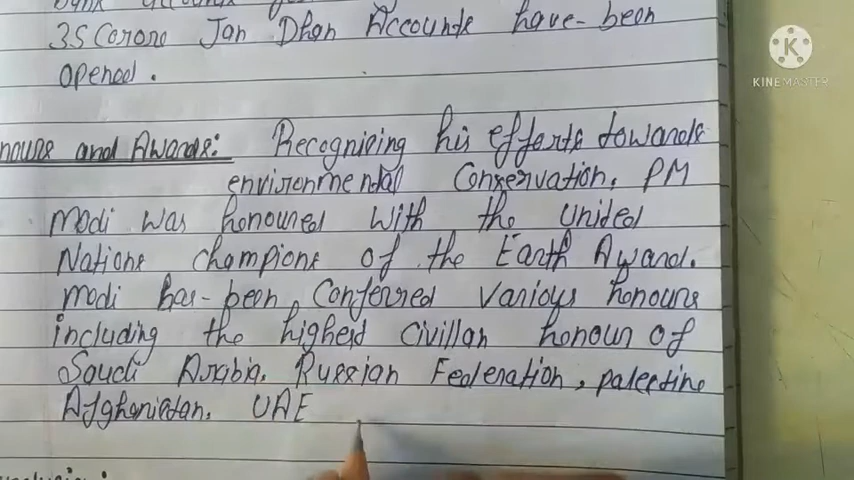 35 Corore Jan Dhan Accounts have-been
opened.
KINEMASTER
nours and Awards: Recognising his efforts towards
environmental Conservation, PM
Modi was honoured with the United
Nations champions of the Earth Award.
Modi has-been Conferred various honours
including the highest civilian honour of
Saudi Arabia, Russian Federation, palestine
Afghanistan, UAE